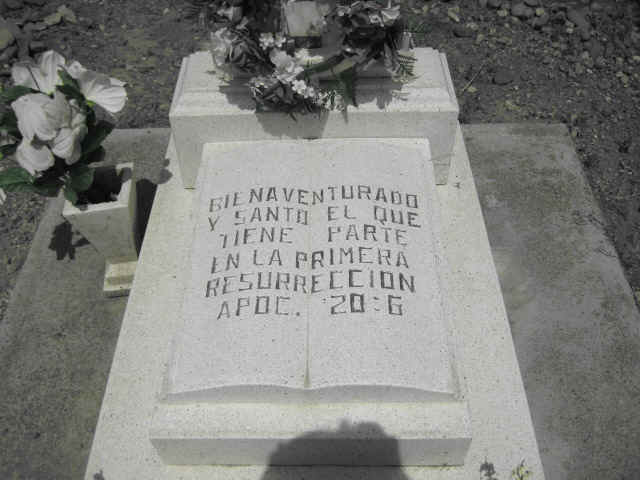 BIENAVENTURADO
Y SANTO EL QUE
TIENE PARTE
EN LA PRIMERA
RESURRECCION
APOC. 20:6